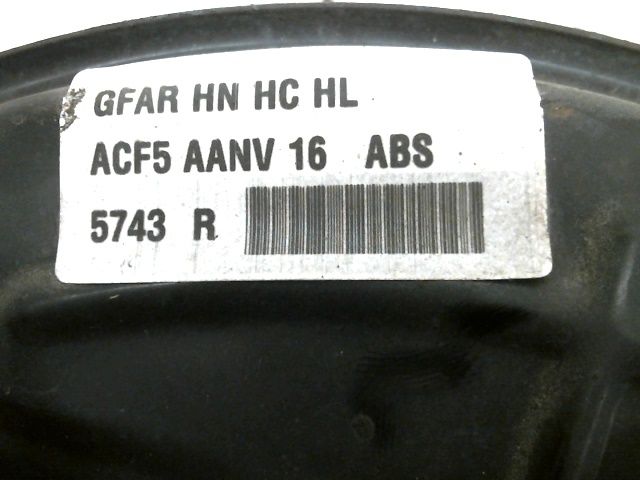 GFAR HN HC HL
ACF5 AANV 16 ABS
5743 R